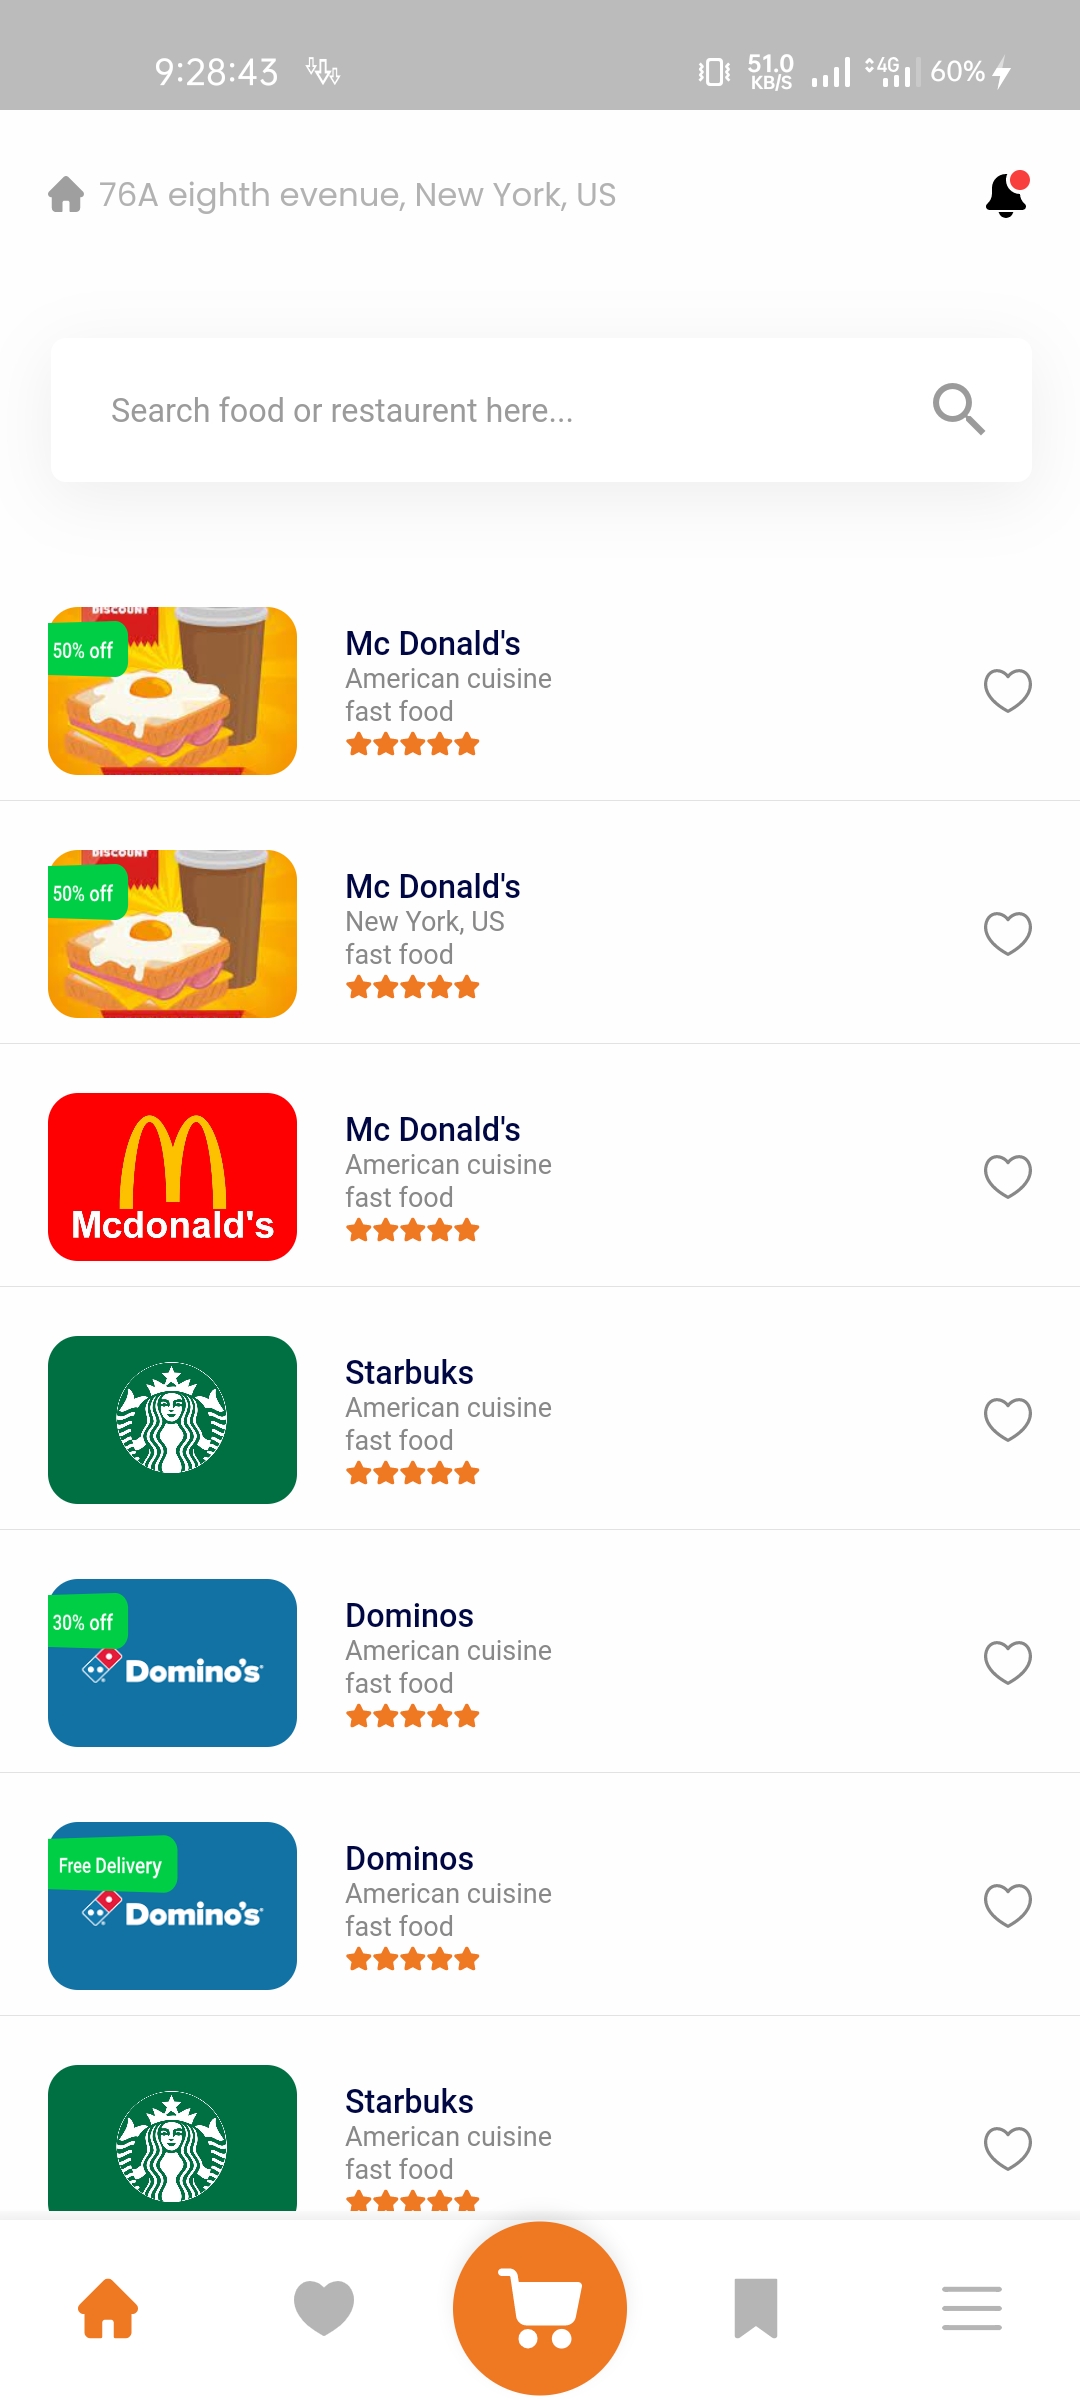 9:28:43
51.0
KB/S
4G
60%
76A eighth evenue, New York, US
Search food or restaurent here...
DISCOUNT
50% off
Mc Donald's
American cuisine
fast food
DISCOUNT
50% off
Mc Donald's
New York, US
fast food
Mcdonald's
Mc Donald's
American cuisine
fast food
Starbuks
American cuisine
fast food
30% off
Domino's
Dominos
American cuisine
fast food
Free Delivery
Domino's
Dominos
American cuisine
fast food
Starbuks
American cuisine
fast food